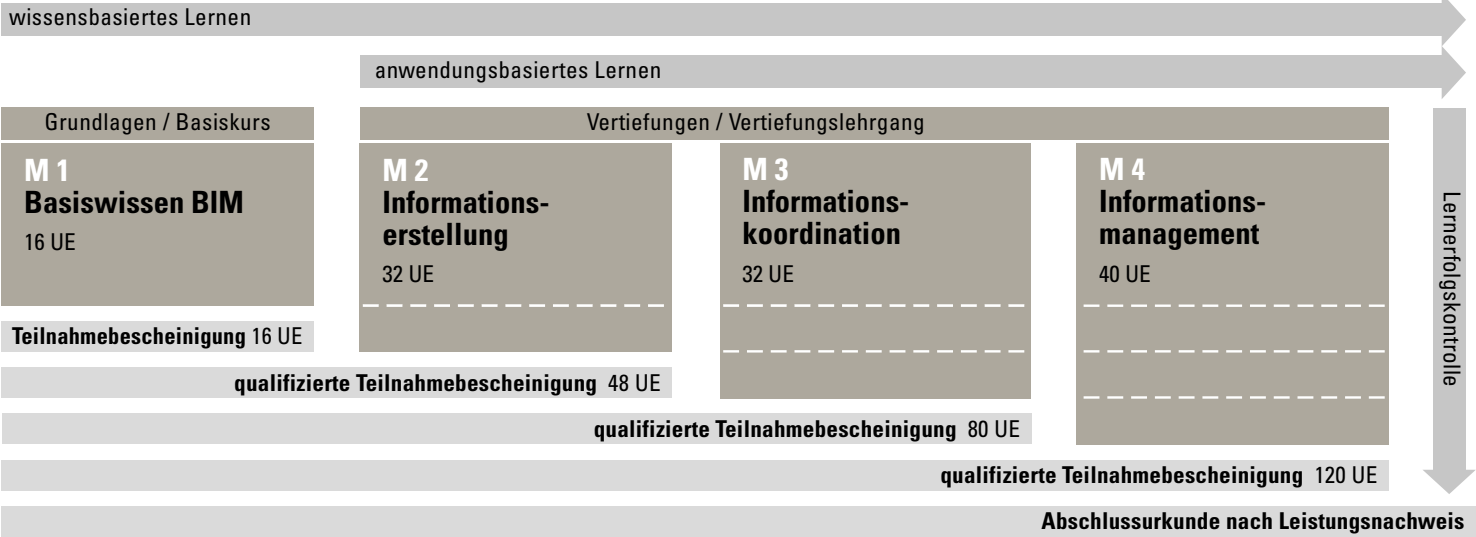 wissensbasiertes Lernen
anwendungsbasiertes Lernen
Grundlagen / Basiskurs
Vertiefungen / Vertiefungslehrgang
M 1
Basiswissen BIM
16 UE
M 2
Informations-
erstellung
32 UE
M 3
Informations-
koordination
32 UE
M 4
Informations-
management
40 UE
Lernerfolgskontrolle
Teilnahmebescheinigung 16 UE
qualifizierte Teilnahmebescheinigung 48 UE
qualifizierte Teilnahmebescheinigung 80 UE
qualifizierte Teilnahmebescheinigung 120 UE
Abschlussurkunde nach Leistungsnachweis